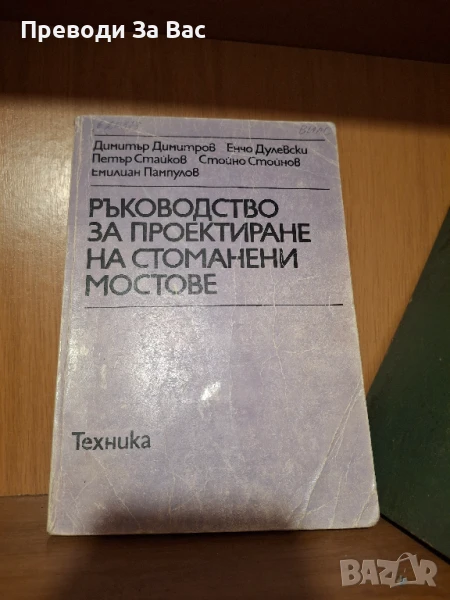 Преводи За Вас
Димитър Димитров Енчо Дулевски
Петър Стайков Стойно Стойнов
Емилиан Пампулов
РЪКОВОДСТВО
ЗА ПРОЕКТИРАНЕ
НА СТОМАНЕНИ
МОСТОВЕ
Техника
BAZAR